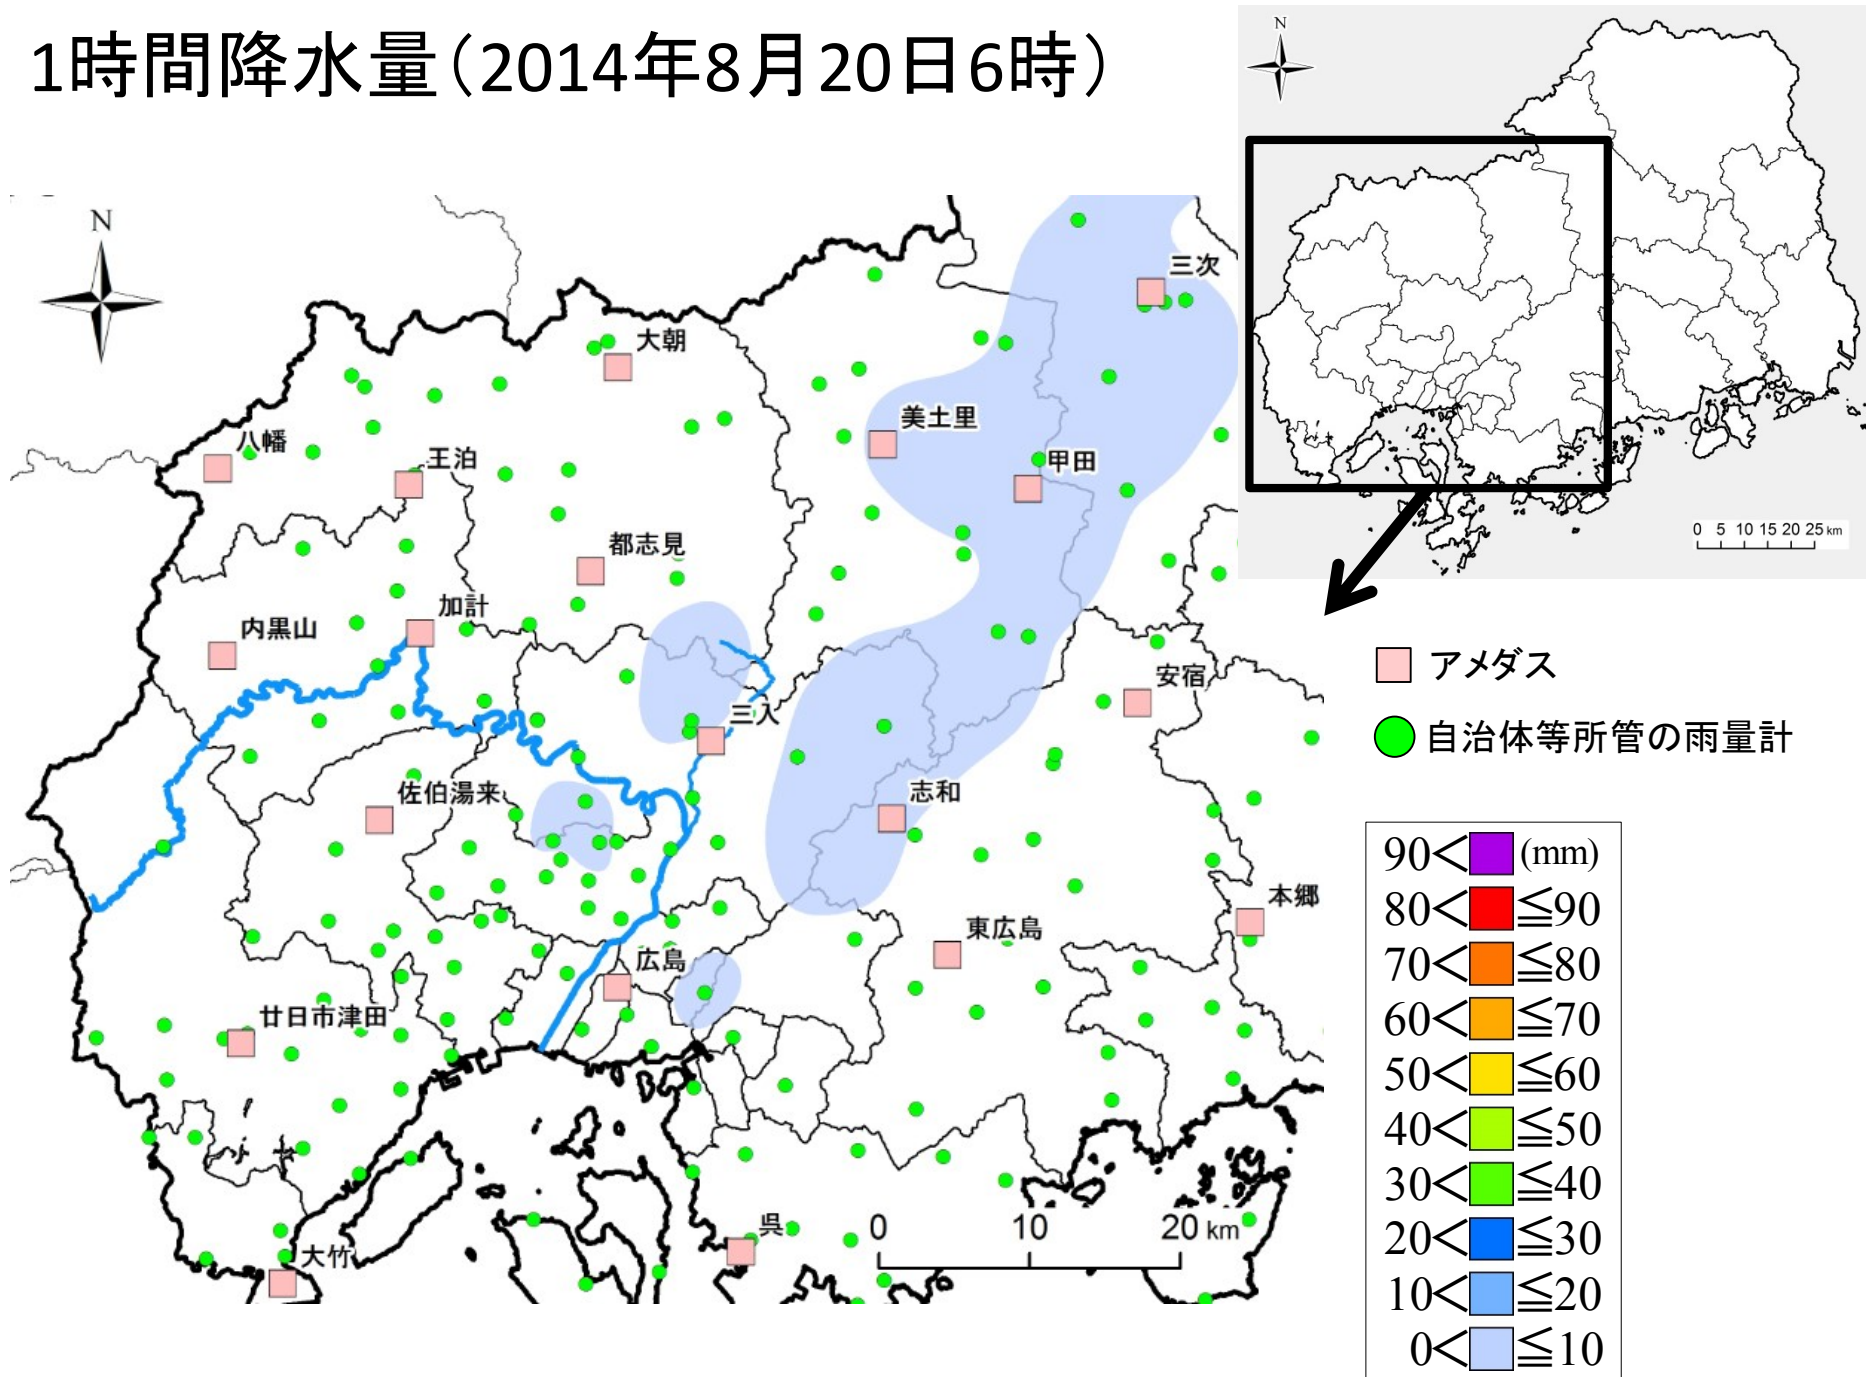 1時間降水量（2014年8月20日6時）
N
N
0 5 10 15 20 25 km
三次
大朝
美土里
八幡
王泊
甲田
都志見
加計
内黒山
安宿
三入
佐伯湯来
志和
本郷
東広島
広島
廿日市津田
呉
大竹
0 10 20 km
アメダス
自治体等所管の雨量計
90< (mm)
80< ≦90
70< ≦80
60< ≦70
50< ≦60
40< ≦50
30< ≦40
20< ≦30
10< ≦20
0< ≦10